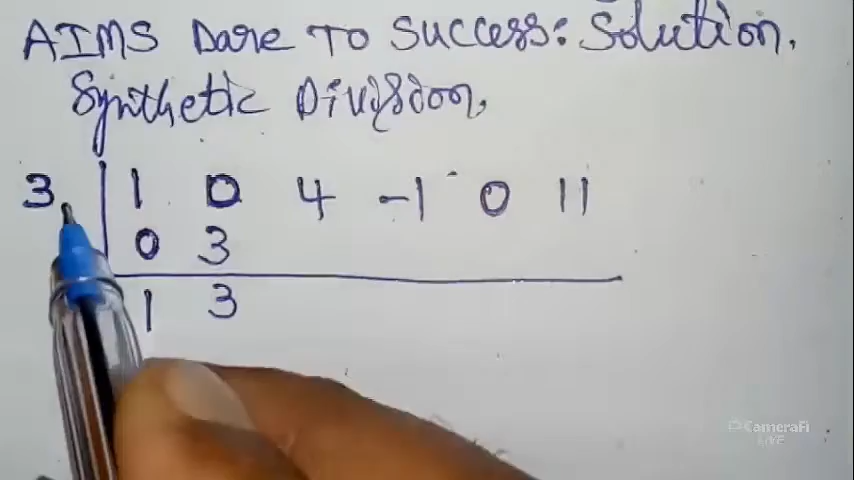 AIMS Dare To Success: Solution.
Synthetic Division.
3 | 1 0 4 -1 0 11
0 3
1 3
CameraFi
LIVE